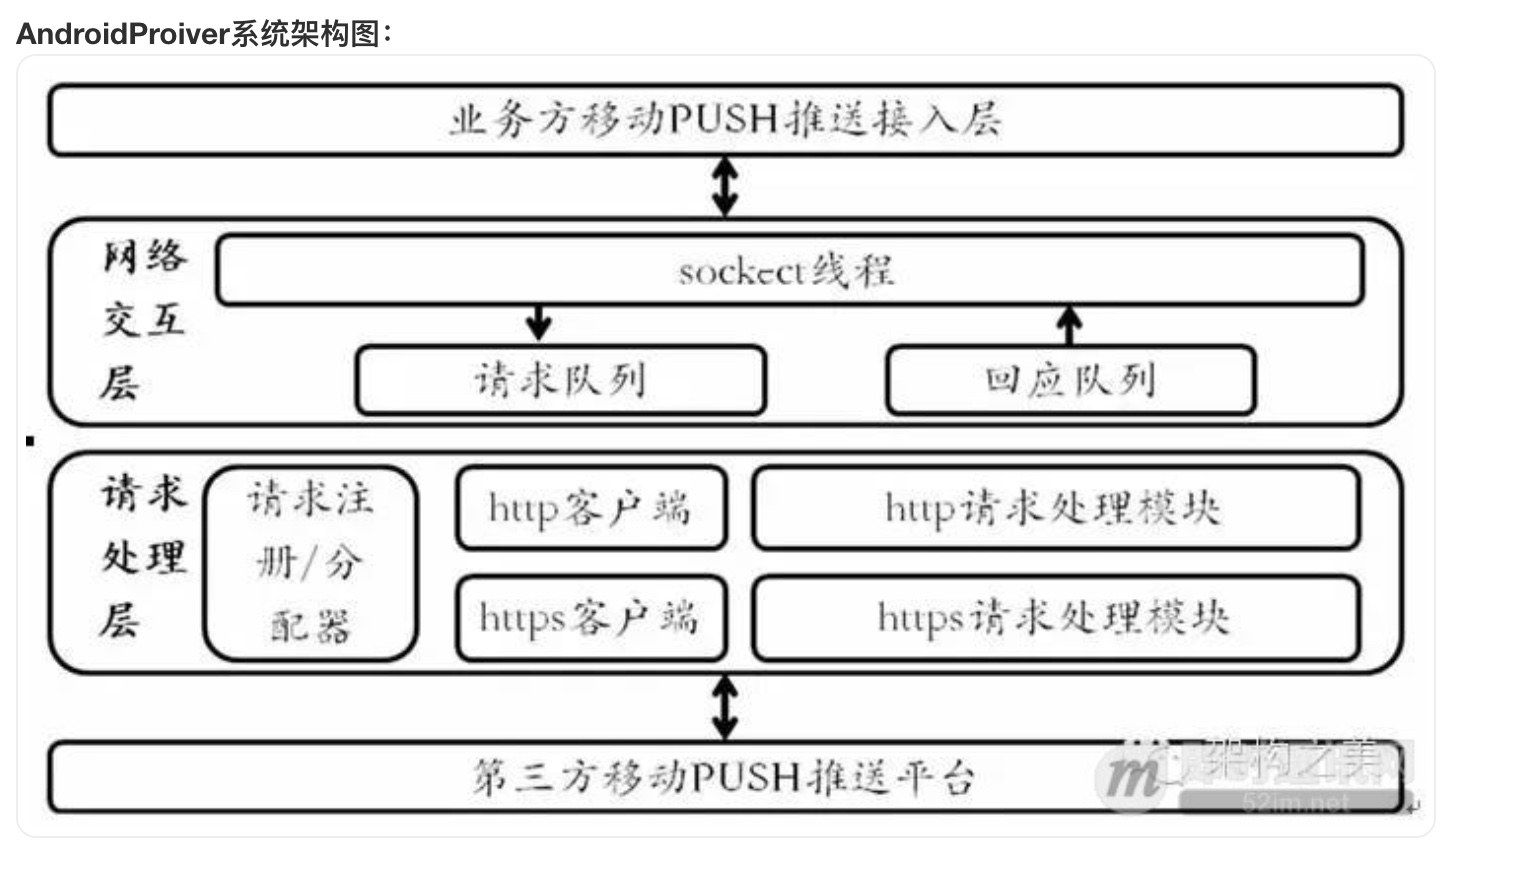 AndroidProiver系统架构图：
业务方移动PUSH推送接入层
网络
交互
层
sockect线程
请求队列
回应队列
请求
处理
层
请求注
册/分
配器
http客户端
http请求处理模块
https客户端
https请求处理模块
第三方移动PUSH推送平台
架构之美
52im.net